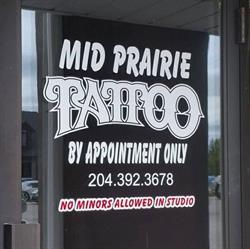 MID PRAIRIE
TATTOO
BY APPOINTMENT ONLY
204.392.3678
NO MINORS ALLOWED IN STUDIO